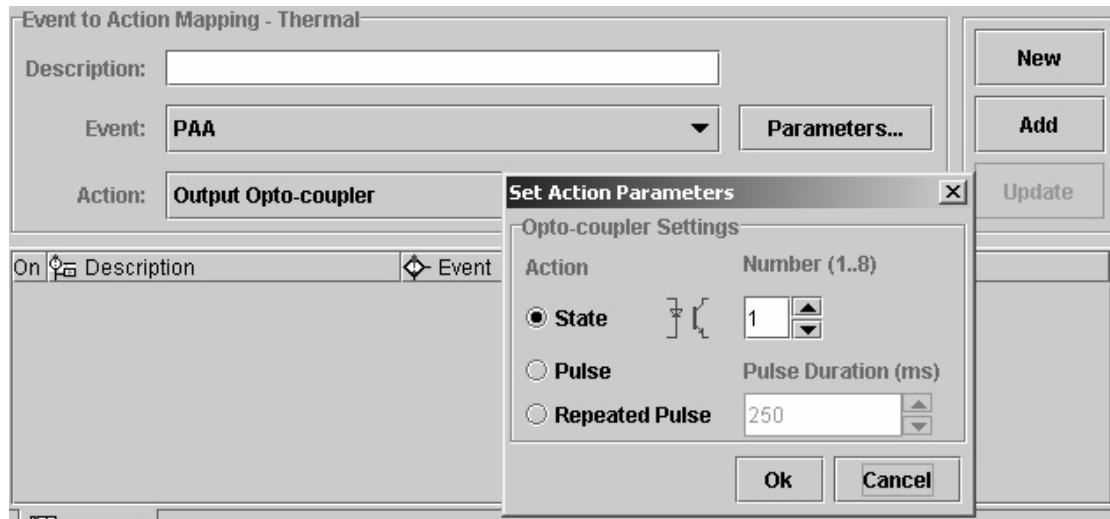 Event to Action Mapping - Thermal
Description:
New
Event: PAA Parameters...
Add
Action: Output Opto-coupler
Update
On Description Event
Set Action Parameters
Opto-coupler Settings
Action Number (1..8)
State 1
Pulse Pulse Duration (ms)
Repeated Pulse 250
Ok Cancel